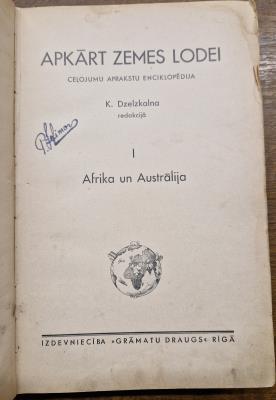 APKĀRT ZEMES LODEI
CEĻOJUMU APRAKSTU ENCIKLOPĒDIJA
K. Dzelzkalna
redakcijā
I
Afrika un Austrālija
IZDEVNIECĪBA »GRĀMATU DRAUGS« RĪGĀ